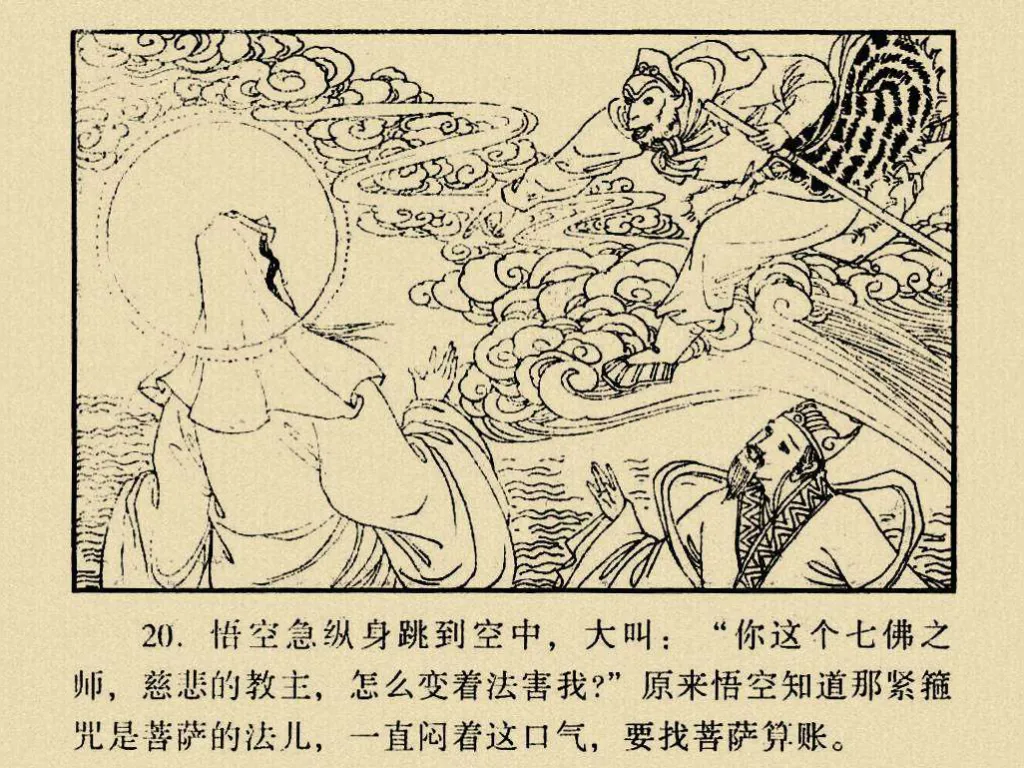 20. 悟空急纵身跳到空中，大叫：“你这个七佛之
师，慈悲的教主，怎么变着法害我?”原来悟空知道那紧箍
咒是菩萨的法儿，一直闷着这口气，要找菩萨算账。